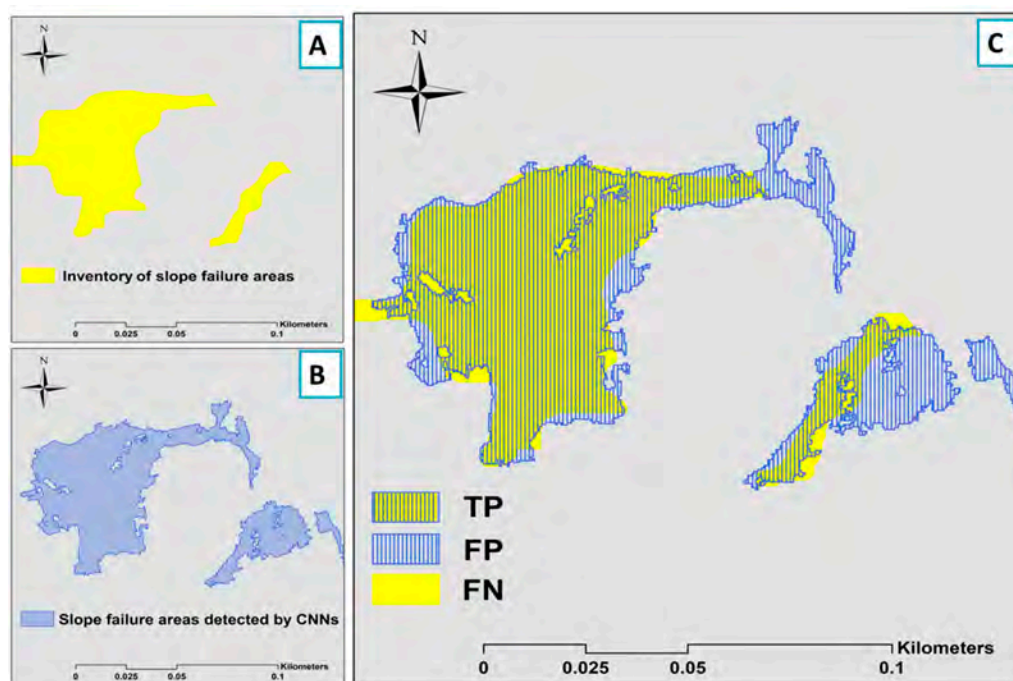 N
A
Inventory of slope failure areas
Kilometers
0 0.025 0.05 0.1
N
B
Slope failure areas detected by CNNs
Kilometers
0 0.025 0.05 0.1
N
C
TP
FP
FN
Kilometers
0 0.025 0.05 0.1